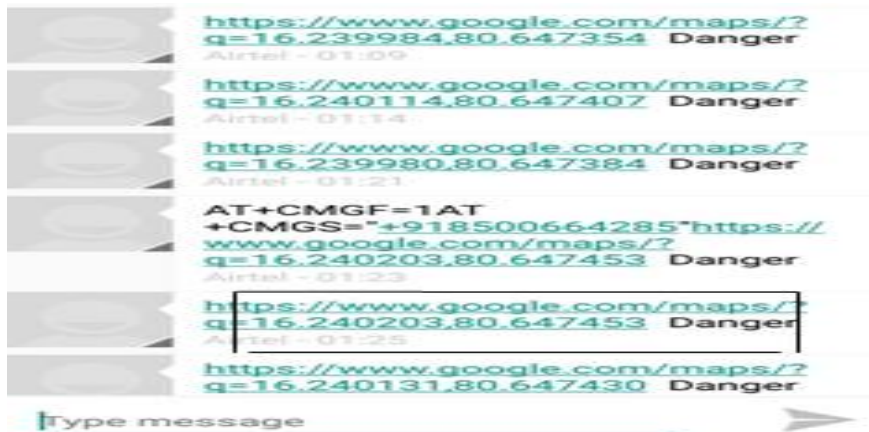 https://www.google.com/maps/?
q=16.239984,80.647354 Danger
Airtel - 01:09
https://www.google.com/maps/?
q=16.240114,80.647407 Danger
Airtel - 01:14
https://www.google.com/maps/?
q=16.239980,80.647384 Danger
Airtel - 01:21
AT+CMGF=1AT
+CMGS="+918500664285"https://
www.google.com/maps/?
q=16.240203,80.647453 Danger
Airtel - 01:23
https://www.google.com/maps/?
q=16.240203,80.647453 Danger
Airtel - 01:25
https://www.google.com/maps/?
q=16.240131,80.647430 Danger
Type message